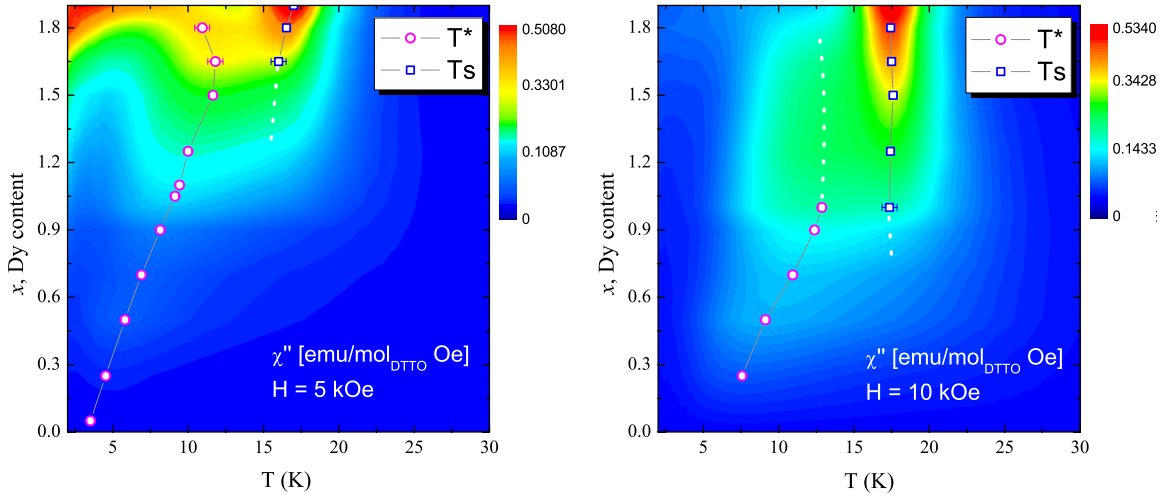 1.8
1.5
1.2
0.9
0.6
0.3
0.0
x, Dy content
5 10 15 20 25 30
T (K)
T*
Ts
0.5080
0.3301
0.1087
0
χ'' [emu/mol_DTTO Oe]
H = 5 kOe
1.8
1.5
1.2
0.9
0.6
0.3
0.0
x, Dy content
5 10 15 20 25 30
T (K)
T*
Ts
0.5340
0.3428
0.1433
0
...
χ'' [emu/mol_DTTO Oe]
H = 10 kOe